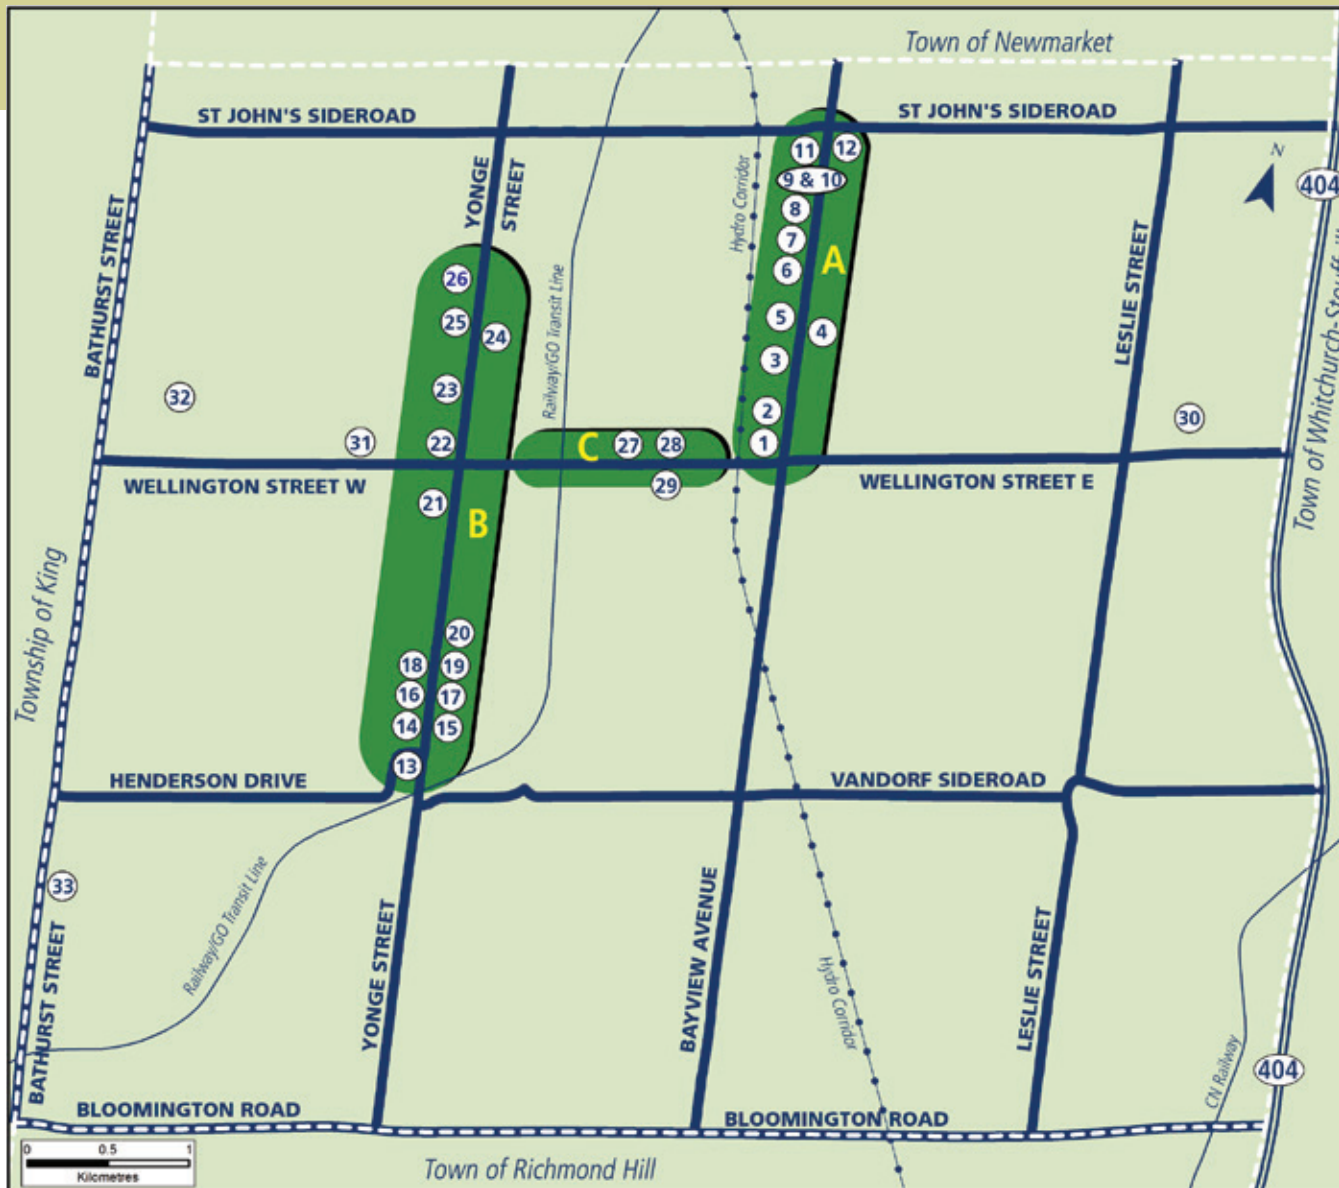 Town of Newmarket
ST JOHN'S SIDEROAD
ST JOHN'S SIDEROAD
YONGE
STREET
11
12
9 & 10
N
404
Hydro Corridor
8
7
6
A
5
4
3
2
1
BATHURST STREET
LESLIE STREET
Town of Whitchurch-Stouffville
26
25
24
23
22
Railway/GO Transit Line
32
31
C
27
28
29
30
WELLINGTON STREET W
WELLINGTON STREET E
21
B
Township of King
20
18
19
16
17
14
15
13
HENDERSON DRIVE
VANDORF SIDEROAD
33
Railway/GO Transit Line
BATHURST STREET
YONGE STREET
BAYVIEW AVENUE
Hydro Corridor
LESLIE STREET
CN Railway
404
BLOOMINGTON ROAD
BLOOMINGTON ROAD
0 0.5 1
Kilometres
Town of Richmond Hill